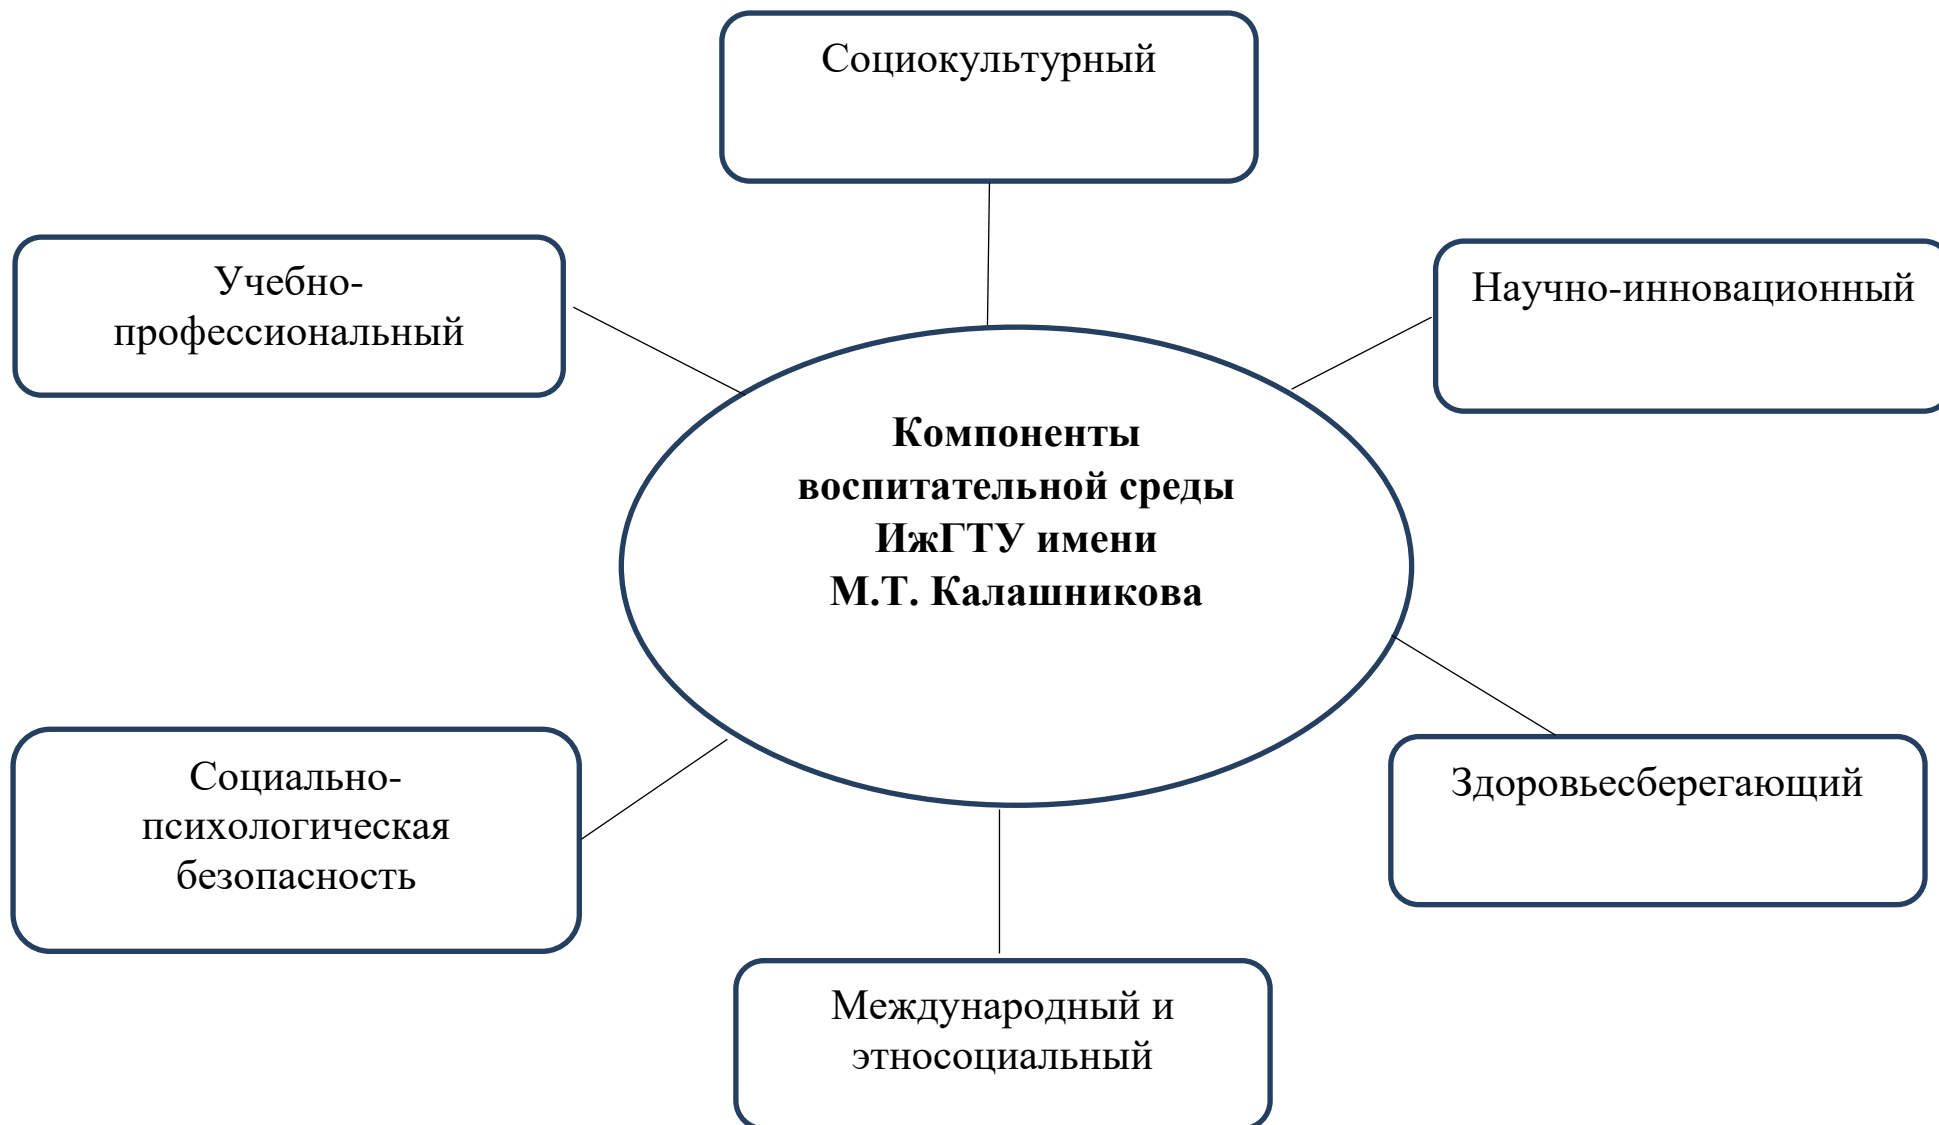 Социокультурный
Учебно-
профессиональный
Научно-инновационный
Компоненты
воспитательной среды
ИжГТУ имени
М.Т. Калашникова
Социально-
психологическая
безопасность
Здоровьесберегающий
Международный и
этносоциальный